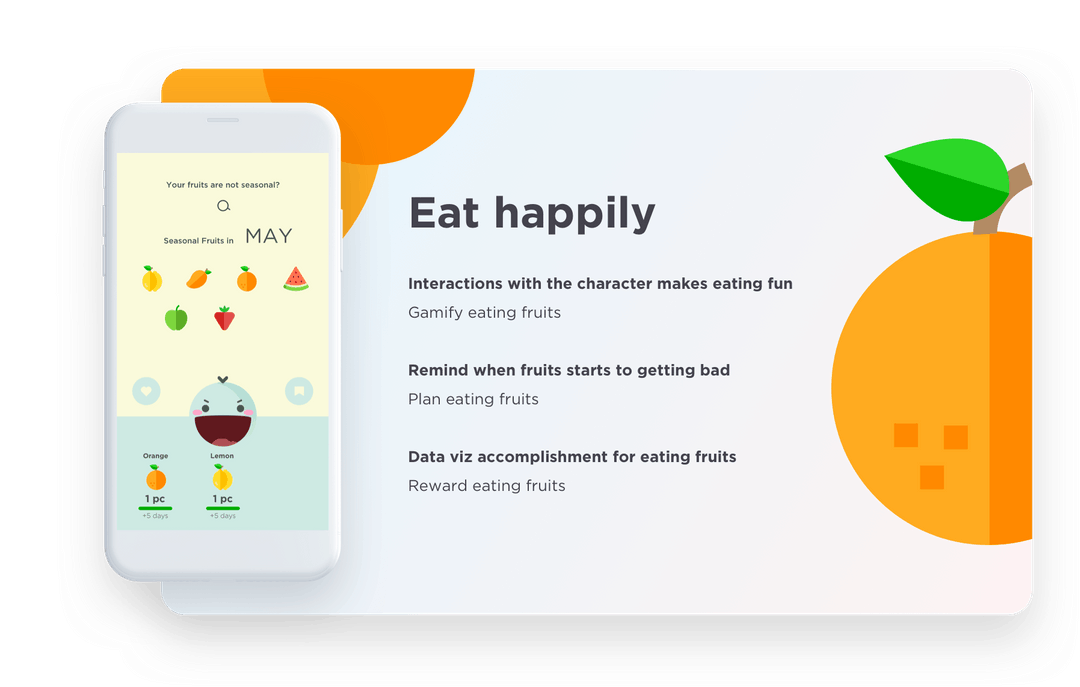 Your fruits are not seasonal?
Seasonal Fruits in MAY
Orange Lemon
1 pc 1 pc
+5 days +5 days
Eat happily
Interactions with the character makes eating fun
Gamify eating fruits
Remind when fruits starts to getting bad
Plan eating fruits
Data viz accomplishment for eating fruits
Reward eating fruits